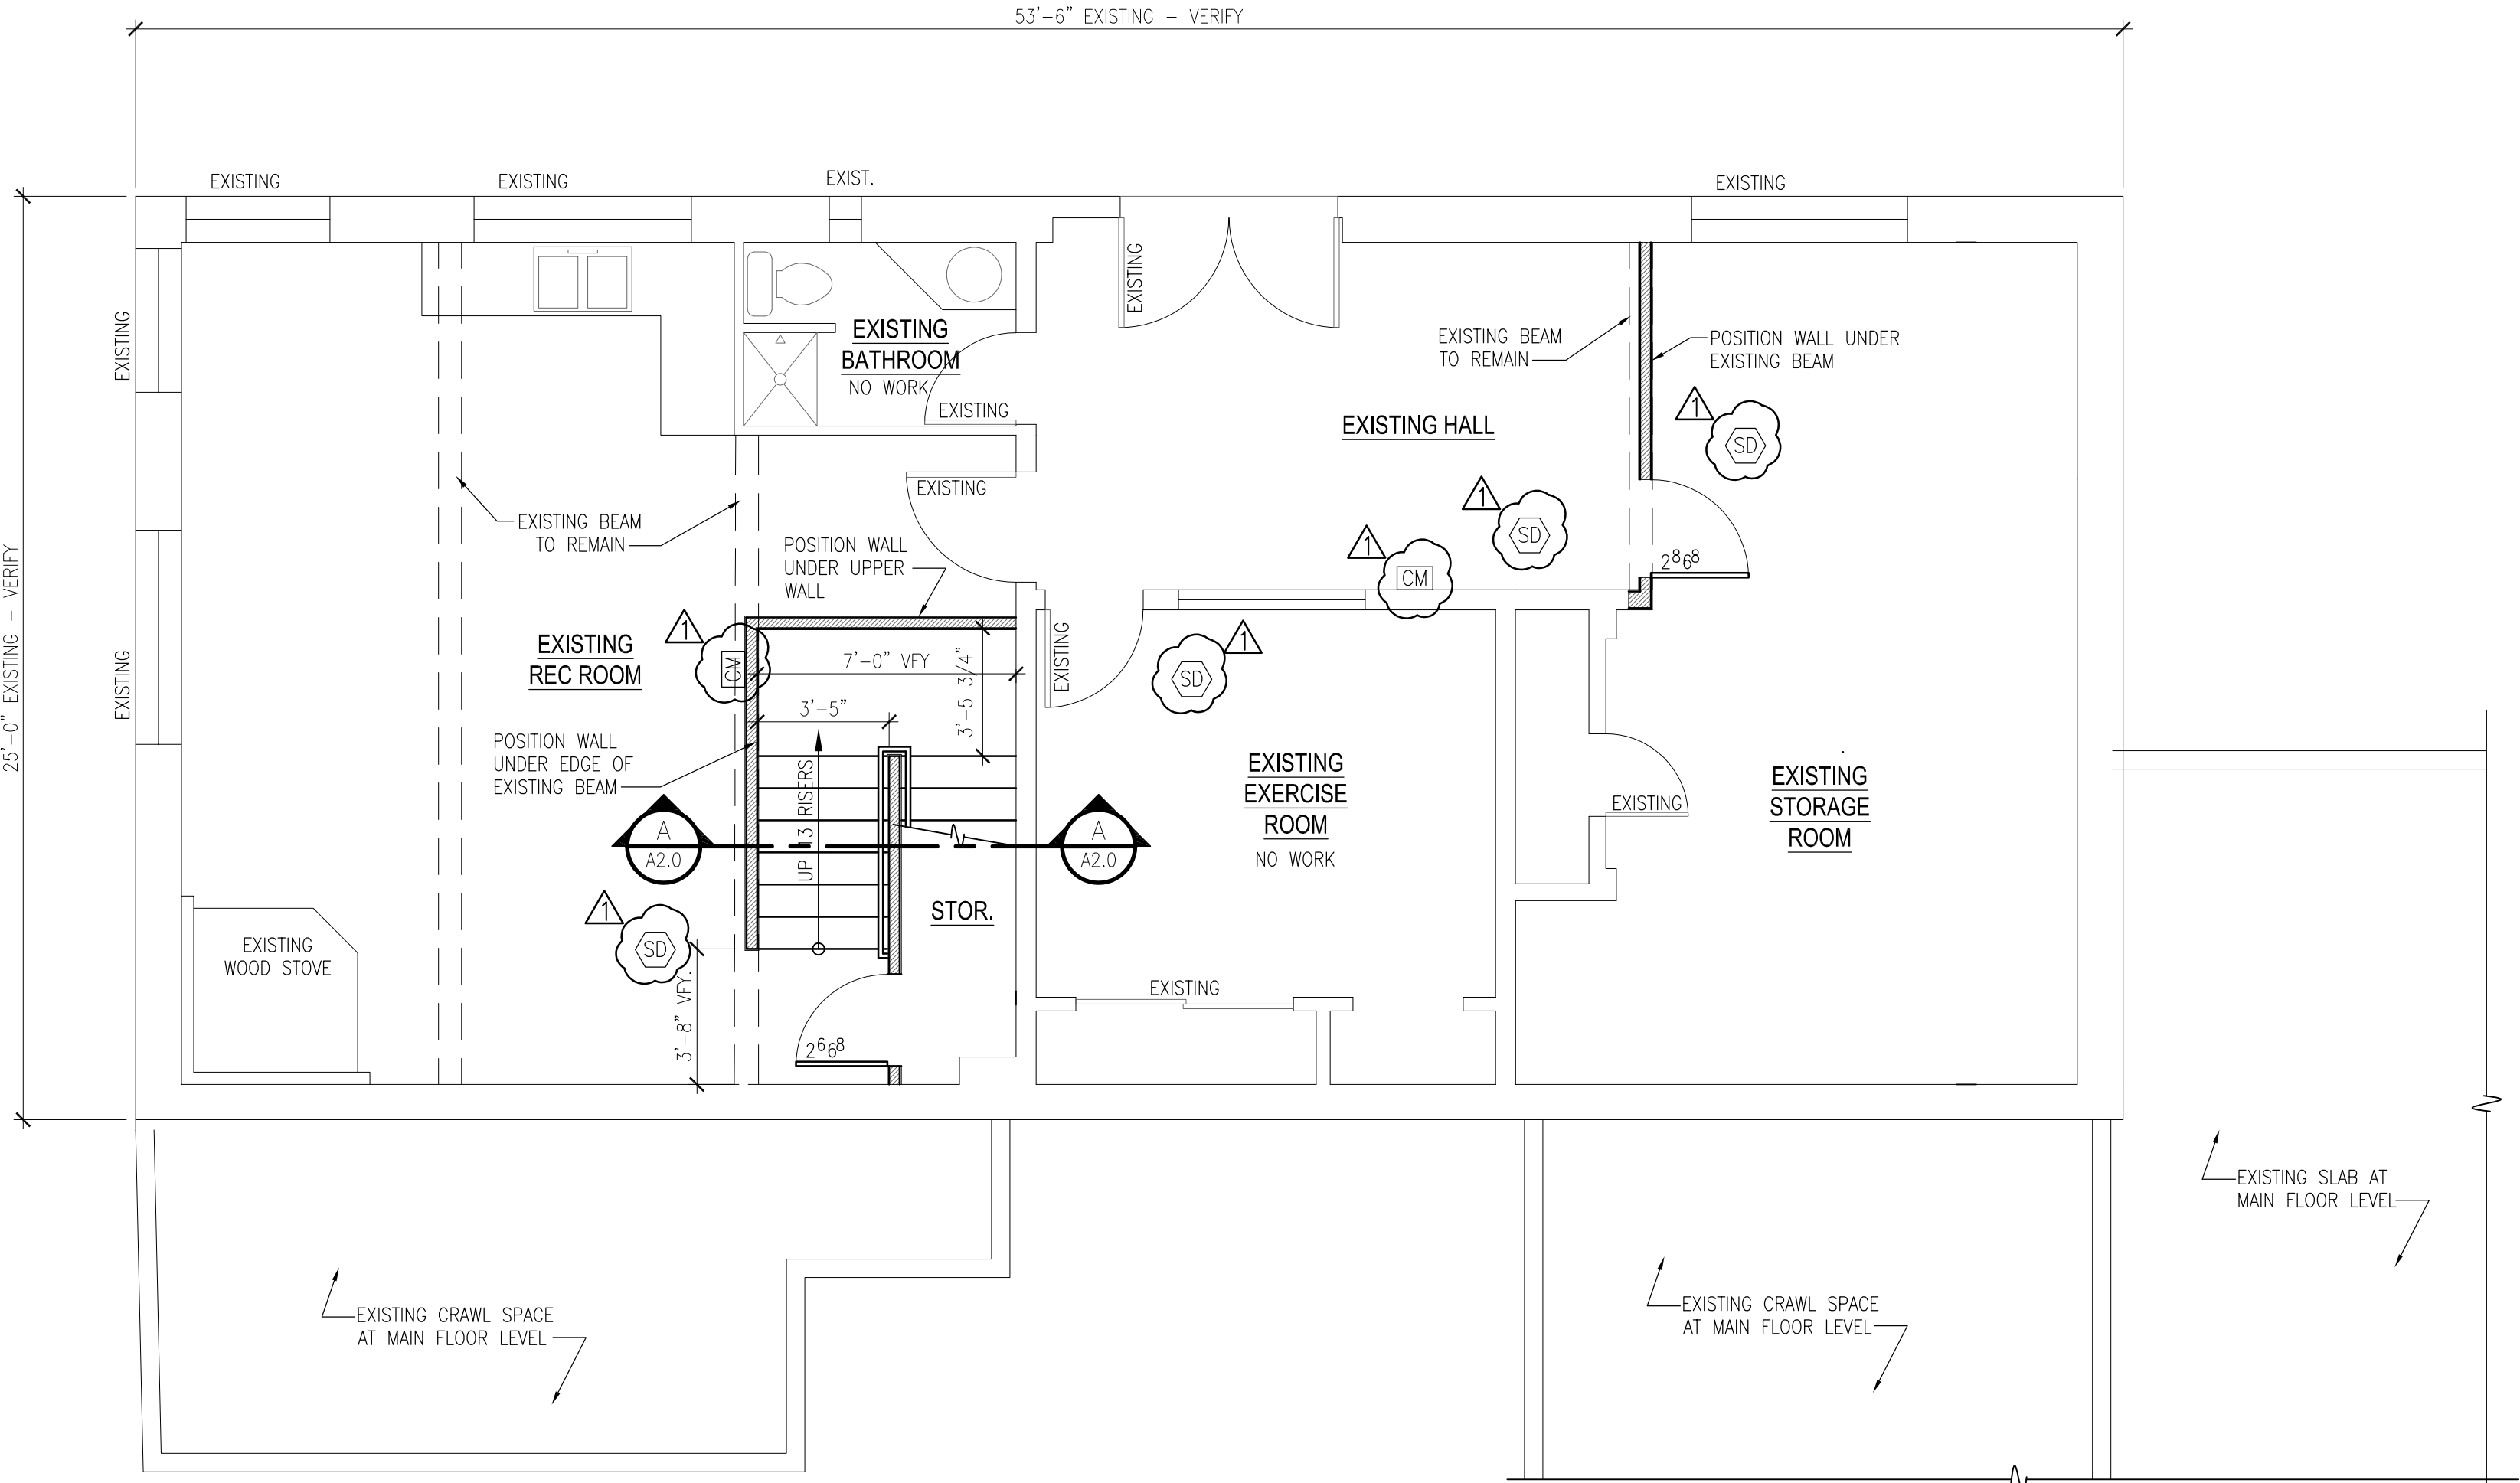 53'-6" EXISTING - VERIFY
EXISTING
EXISTING
EXIST.
EXISTING
EXISTING
EXISTING
EXISTING
BATHROOM
NO WORK
EXISTING
EXISTING BEAM
TO REMAIN
POSITION WALL UNDER
EXISTING BEAM
EXISTING HALL
1
SD
EXISTING
EXISTING BEAM
TO REMAIN
1
SD
1
CM
2⁸6⁸
25'-0" EXISTING - VERIFY
POSITION WALL
UNDER UPPER
WALL
EXISTING
REC ROOM
1
CM
7'-0" VFY
3'-5 3/4"
3'-5"
EXISTING
EXISTING
1
SD
POSITION WALL
UNDER EDGE OF
EXISTING BEAM
UP 13 RISERS
A
A2.0
A
A2.0
EXISTING
EXERCISE
ROOM
NO WORK
EXISTING
EXISTING
STORAGE
ROOM
STOR.
1
SD
EXISTING
WOOD STOVE
3'-8" VFY.
2⁶6⁸
EXISTING
EXISTING SLAB AT
MAIN FLOOR LEVEL
EXISTING CRAWL SPACE
AT MAIN FLOOR LEVEL
EXISTING CRAWL SPACE
AT MAIN FLOOR LEVEL